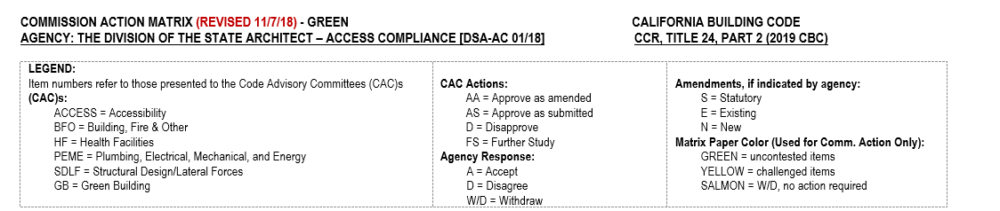 COMMISSION ACTION MATRIX (REVISED 11/7/18) - GREEN
AGENCY: THE DIVISION OF THE STATE ARCHITECT – ACCESS COMPLIANCE [DSA-AC 01/18]
CALIFORNIA BUILDING CODE
CCR, TITLE 24, PART 2 (2019 CBC)
LEGEND:
Item numbers refer to those presented to the Code Advisory Committees (CAC)s
(CAC)s:
ACCESS = Accessibility
BFO = Building, Fire & Other
HF = Health Facilities
PEME = Plumbing, Electrical, Mechanical, and Energy
SDLF = Structural Design/Lateral Forces
GB = Green Building
CAC Actions:
AA = Approve as amended
AS = Approve as submitted
D = Disapprove
FS = Further Study
Agency Response:
A = Accept
D = Disagree
W/D = Withdraw
Amendments, if indicated by agency:
S = Statutory
E = Existing
N = New
Matrix Paper Color (Used for Comm. Action Only):
GREEN = uncontested items
YELLOW = challenged items
SALMON = W/D, no action required